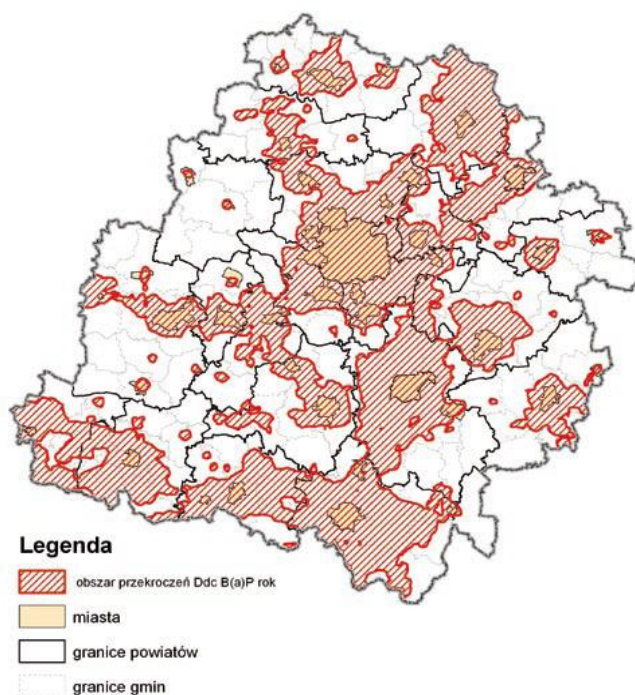 Legenda
obszar przekroczeń Ddc B(a)P rok
miasta
granice powiatów
granice gmin